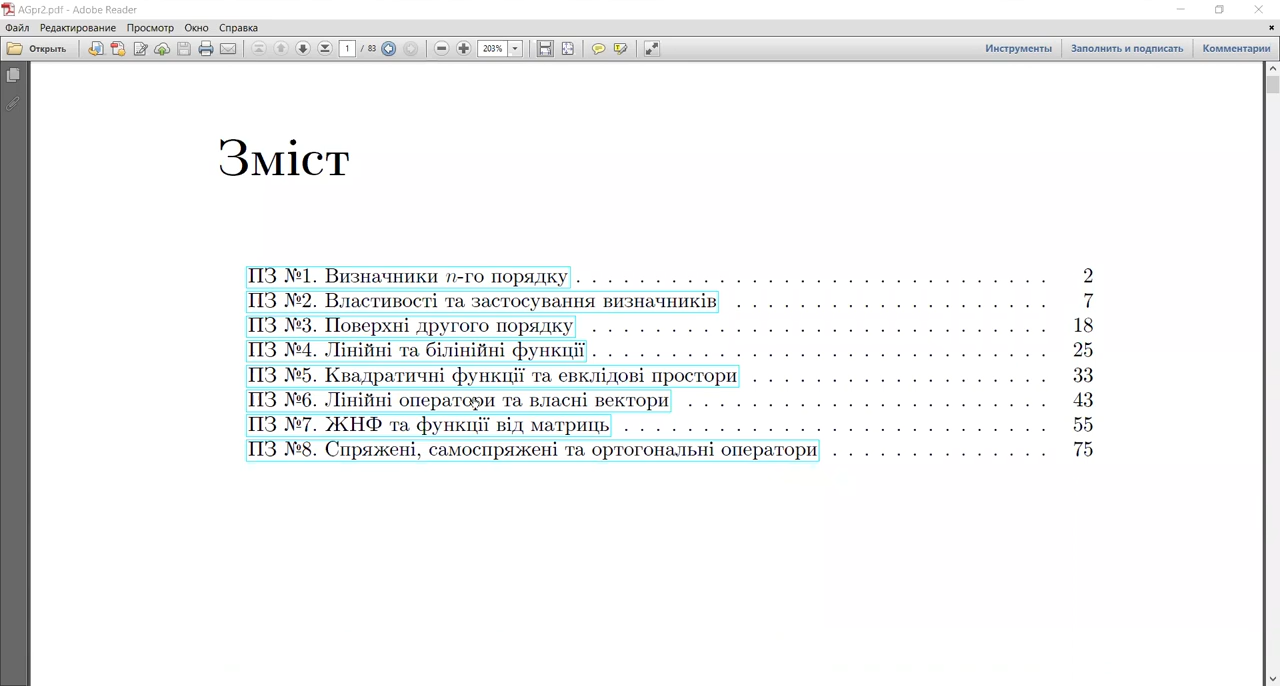 AGpr2.pdf - Adobe Reader
Файл Редактирование Просмотр Окно Справка
Открыть 1 / 83 203% Инструменты Заполнить и подписать Комментарии
Зміст
ПЗ №1. Визначники n-го порядку . . . . . . . . . . . . . . . . . . . . . . . . . . . . . . 2
ПЗ №2. Властивості та застосування визначників . . . . . . . . . . . . . . . . . . . . 7
ПЗ №3. Поверхні другого порядку . . . . . . . . . . . . . . . . . . . . . . . . . . . . . 18
ПЗ №4. Лінійні та білінійні функції . . . . . . . . . . . . . . . . . . . . . . . . . . . . . 25
ПЗ №5. Квадратичні функції та евклідові простори . . . . . . . . . . . . . . . . . . . 33
ПЗ №6. Лінійні оператори та власні вектори . . . . . . . . . . . . . . . . . . . . . . . 43
ПЗ №7. ЖНФ та функції від матриць . . . . . . . . . . . . . . . . . . . . . . . . . . . 55
ПЗ №8. Спряжені, самоспряжені та ортогональні оператори . . . . . . . . . . . . . . 75